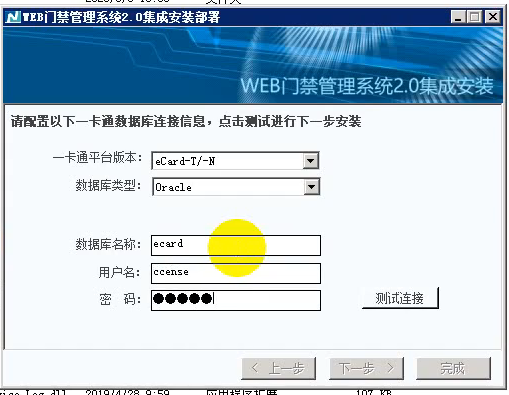 WEB门禁管理系统2.0集成安装部署
WEB门禁管理系统2.0集成安装
请配置以下一卡通数据库连接信息，点击测试进行下一步安装
一卡通平台版本： eCard-T/-N
数据库类型： Oracle
数据库名称： ecard
用户名： ccense
密 码： ●●●●●
测试连接
< 上一步 下一步 > 完成
2019/4/28 9:59 应用程序扩展 107 KB